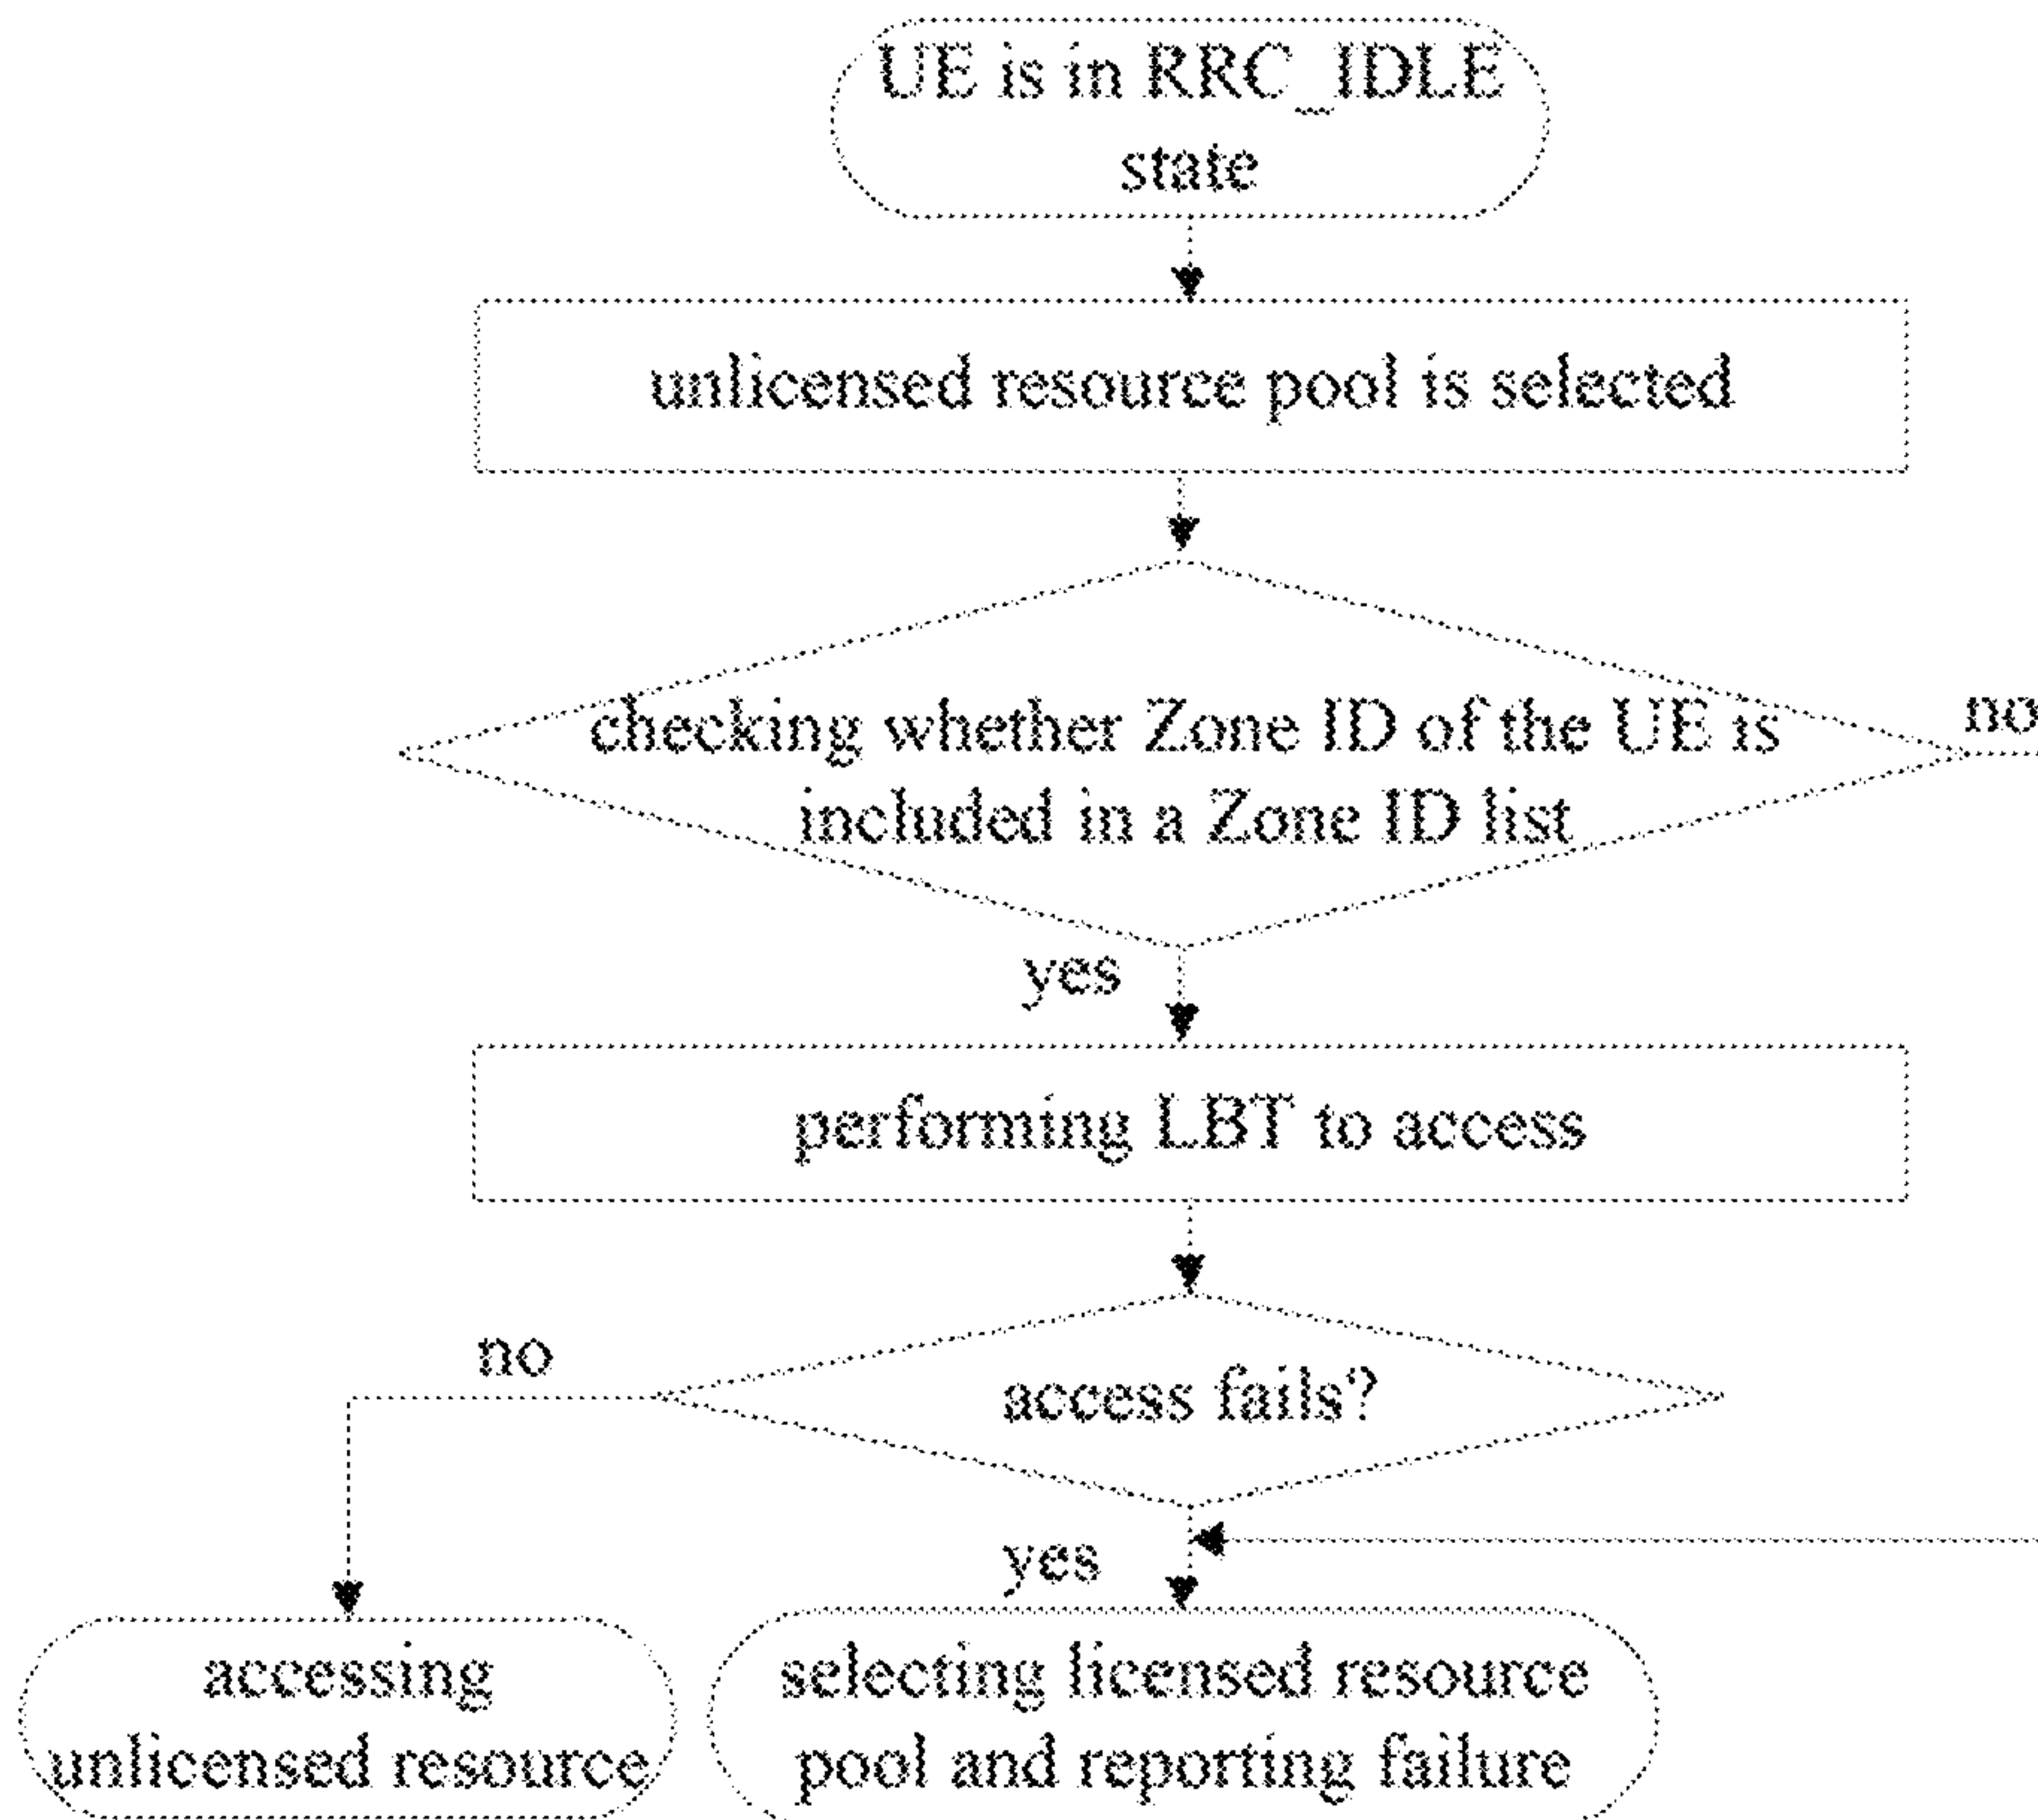 UE is in RRC_IDLE
state
unlicensed resource pool is selected
checking whether Zone ID of the UE is
included in a Zone ID list
no
yes
performing LBT to access
no
access fails?
yes
accessing
unlicensed resource
selecting licensed resource
pool and reporting failure